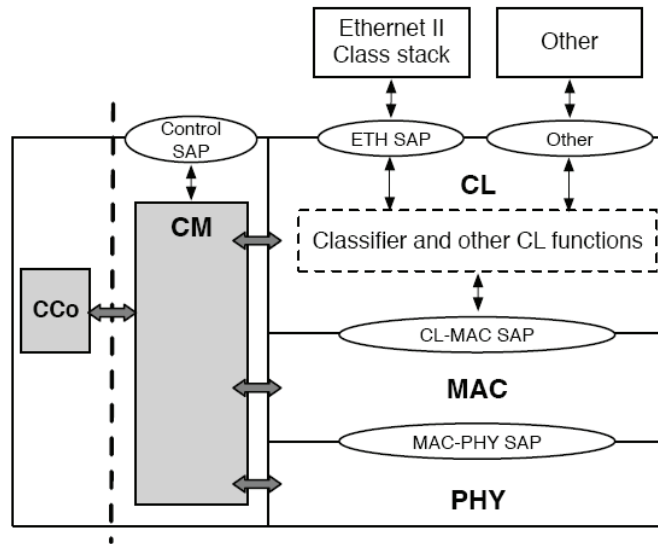 Ethernet II
Class stack
Other
Control
SAP
ETH SAP
Other
CL
CM
Classifier and other CL functions
CCo
CL-MAC SAP
MAC
MAC-PHY SAP
PHY